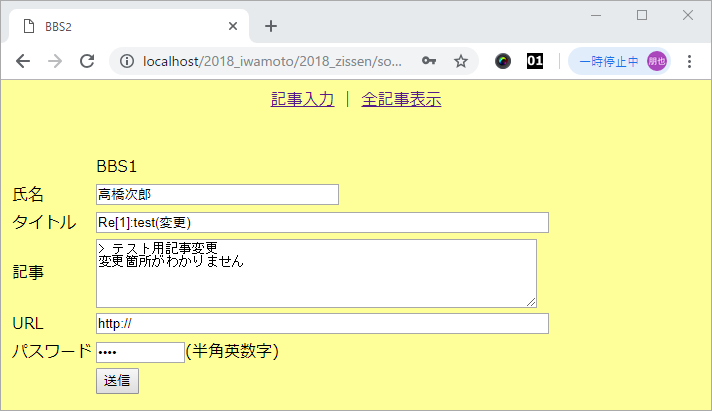 BBS2
localhost/2018_iwamoto/2018_zissen/so...
01
一時停止中 朋也
記事入力 | 全記事表示
BBS1
氏名 高橋次郎
タイトル Re[1]:test(変更)
記事 > テスト用記事変更
変更箇所がわかりません
URL http://
パスワード •••• (半角英数字)
送信